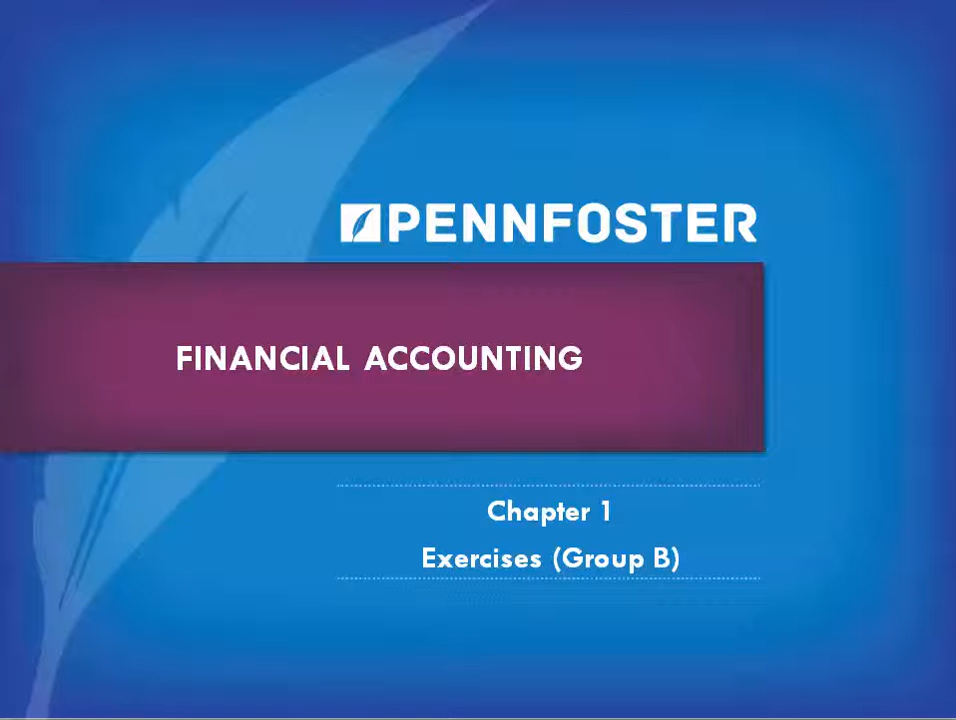 PENNFOSTER
FINANCIAL ACCOUNTING
Chapter 1
Exercises (Group B)